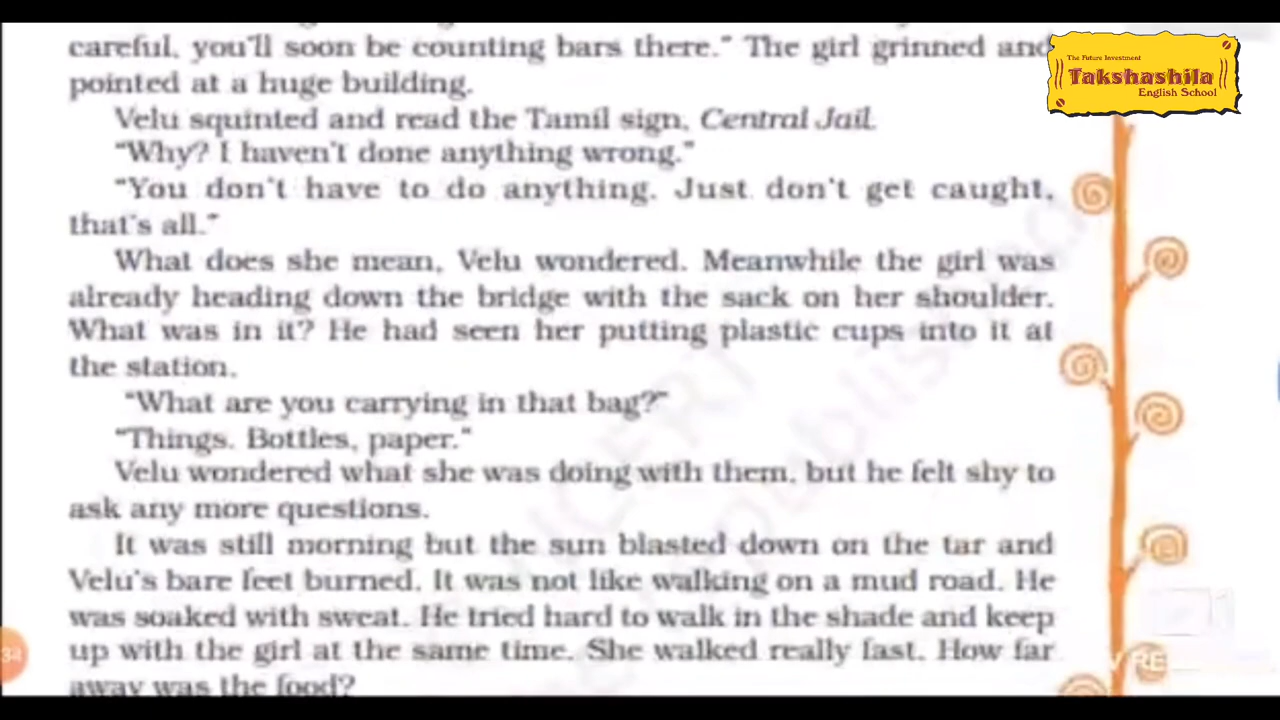 careful, you'll soon be counting bars there." The girl grinned and
pointed at a huge building.
Velu squinted and read the Tamil sign, Central Jail.
"Why? I haven't done anything wrong."
"You don't have to do anything. Just don't get caught,
that's all."
What does she mean, Velu wondered. Meanwhile the girl was
already heading down the bridge with the sack on her shoulder.
What was in it? He had seen her putting plastic cups into it at
the station.
"What are you carrying in that bag?"
"Things. Bottles, paper."
Velu wondered what she was doing with them, but he felt shy to
ask any more questions.
It was still morning but the sun blasted down on the tar and
Velu's bare feet burned. It was not like walking on a mud road. He
was soaked with sweat. He tried hard to walk in the shade and keep
up with the girl at the same time. She walked really fast. How far
away was the food?
The Future Investment
Takshashila
English School
34